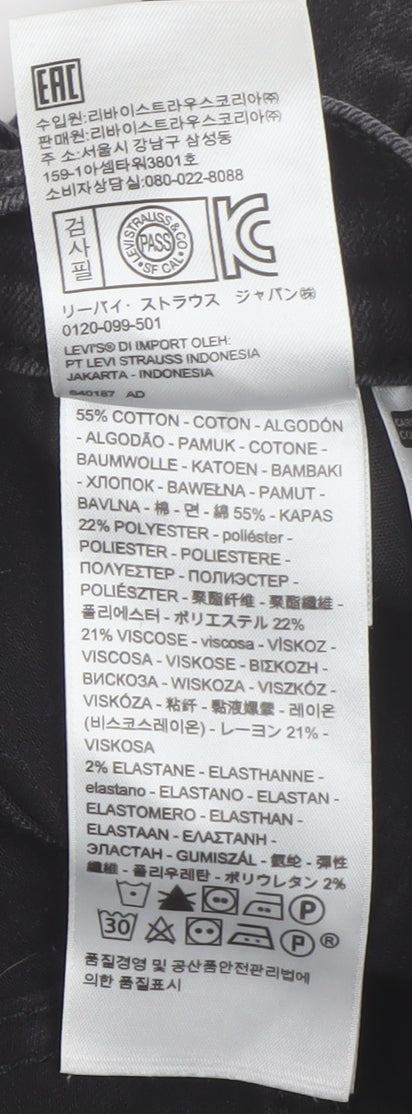 EAC
수입원:리바이스트라우스코리아㈜
판매원:리바이스트라우스코리아㈜
주 소:서울시 강남구 삼성동
159-1아셈타워3801호
소비자상담실:080-022-8088
검사필
LEVI STRAUSS & CO
PASS
SF CAL
KC
リーバイ・ストラウス ジャパン㈱
0120-099-501
LEVI'S® DI IMPORT OLEH:
PT LEVI STRAUSS INDONESIA
JAKARTA - INDONESIA
AD
55% COTTON - COTON - ALGODÓN
- ALGODÃO - PAMUK - COTONE -
BAUMWOLLE - KATOEN - BAMBAKI
- ХЛОПОК - BAWEŁNA - PAMUT -
BAVLNA - 棉 - 면 - 綿 55% - KAPAS
22% POLYESTER - poliéster -
POLIESTER - POLIESTERE -
ΠΟΛΥΕΣΤΕΡ - ПОЛИЭСТЕР -
POLIÉSZTER - 聚酯纤维 - 聚酯纖維 -
폴리에스터 - ポリエステル 22%
21% VISCOSE - viscosa - VİSKOZ -
VISCOSA - VISKOSE - ΒΙΣΚΟΖΗ -
ВИСКОЗА - WISKOZA - VISZKÓZ -
VISKÓZA - 粘纤 - 黏液嫘縈 - 레이온
(비스코스레이온) - レーヨン 21% -
VISKOSA
2% ELASTANE - ELASTHANNE -
elastano - ELASTANO - ELASTAN -
ELASTOMERO - ELASTHAN -
ELASTAAN - ΕΛΑΣΤΑΝΗ -
ЭЛАСТАН - GUMISZÁL - 氨纶 - 彈性
纖維 - 폴리우레탄 - ポリウレタン 2%
P
30 P ®
품질경영 및 공산품안전관리법에
의한 품질표시